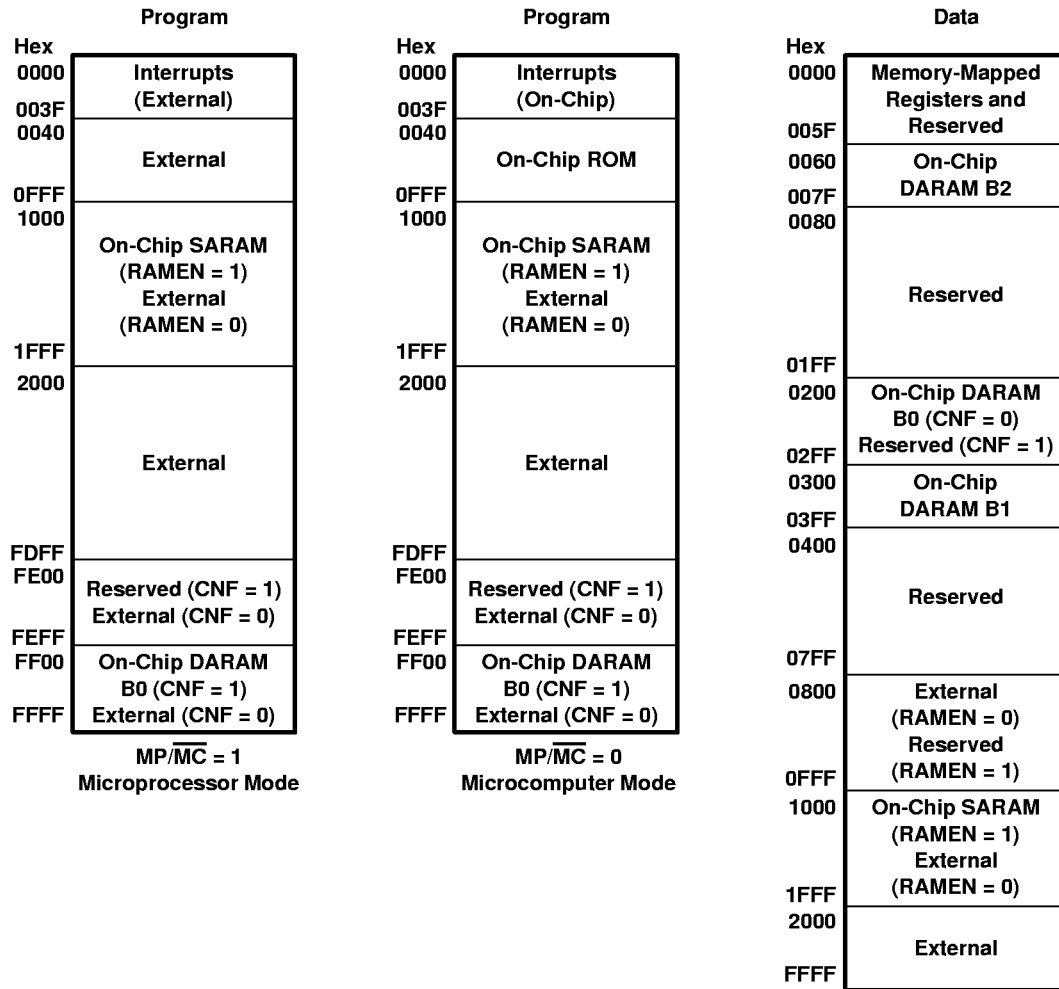 Program
Hex
0000
Interrupts
(External)
003F
0040
External
0FFF
1000
On-Chip SARAM
(RAMEN = 1)
External
(RAMEN = 0)
1FFF
2000
External
FDFF
FE00
Reserved (CNF = 1)
External (CNF = 0)
FEFF
FF00
On-Chip DARAM
B0 (CNF = 1)
External (CNF = 0)
FFFF
MP/M̅C̅ = 1
Microprocessor Mode
Program
Hex
0000
Interrupts
(On-Chip)
003F
0040
On-Chip ROM
0FFF
1000
On-Chip SARAM
(RAMEN = 1)
External
(RAMEN = 0)
1FFF
2000
External
FDFF
FE00
Reserved (CNF = 1)
External (CNF = 0)
FEFF
FF00
On-Chip DARAM
B0 (CNF = 1)
External (CNF = 0)
FFFF
MP/M̅C̅ = 0
Microcomputer Mode
Data
Hex
0000
Memory-Mapped
Registers and
Reserved
005F
0060
On-Chip
DARAM B2
007F
0080
Reserved
01FF
0200
On-Chip DARAM
B0 (CNF = 0)
Reserved (CNF = 1)
02FF
0300
On-Chip
DARAM B1
03FF
0400
Reserved
07FF
0800
External
(RAMEN = 0)
Reserved
(RAMEN = 1)
0FFF
1000
On-Chip SARAM
(RAMEN = 1)
External
(RAMEN = 0)
1FFF
2000
External
FFFF